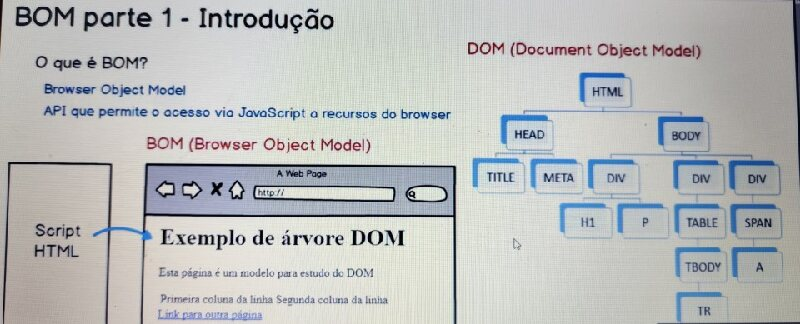 BOM parte 1 - Introdução
O que é BOM?
Browser Object Model
API que permite o acesso via JavaScript a recursos do browser
BOM (Browser Object Model)
Script
HTML
A Web Page
http://
Exemplo de árvore DOM
Esta página é um modelo para estudo do DOM
Primeira coluna da linha Segunda coluna da linha
Link para outra página
DOM (Document Object Model)
HTML
HEAD BODY
TITLE META DIV DIV DIV
H1 P TABLE SPAN
TBODY A
TR